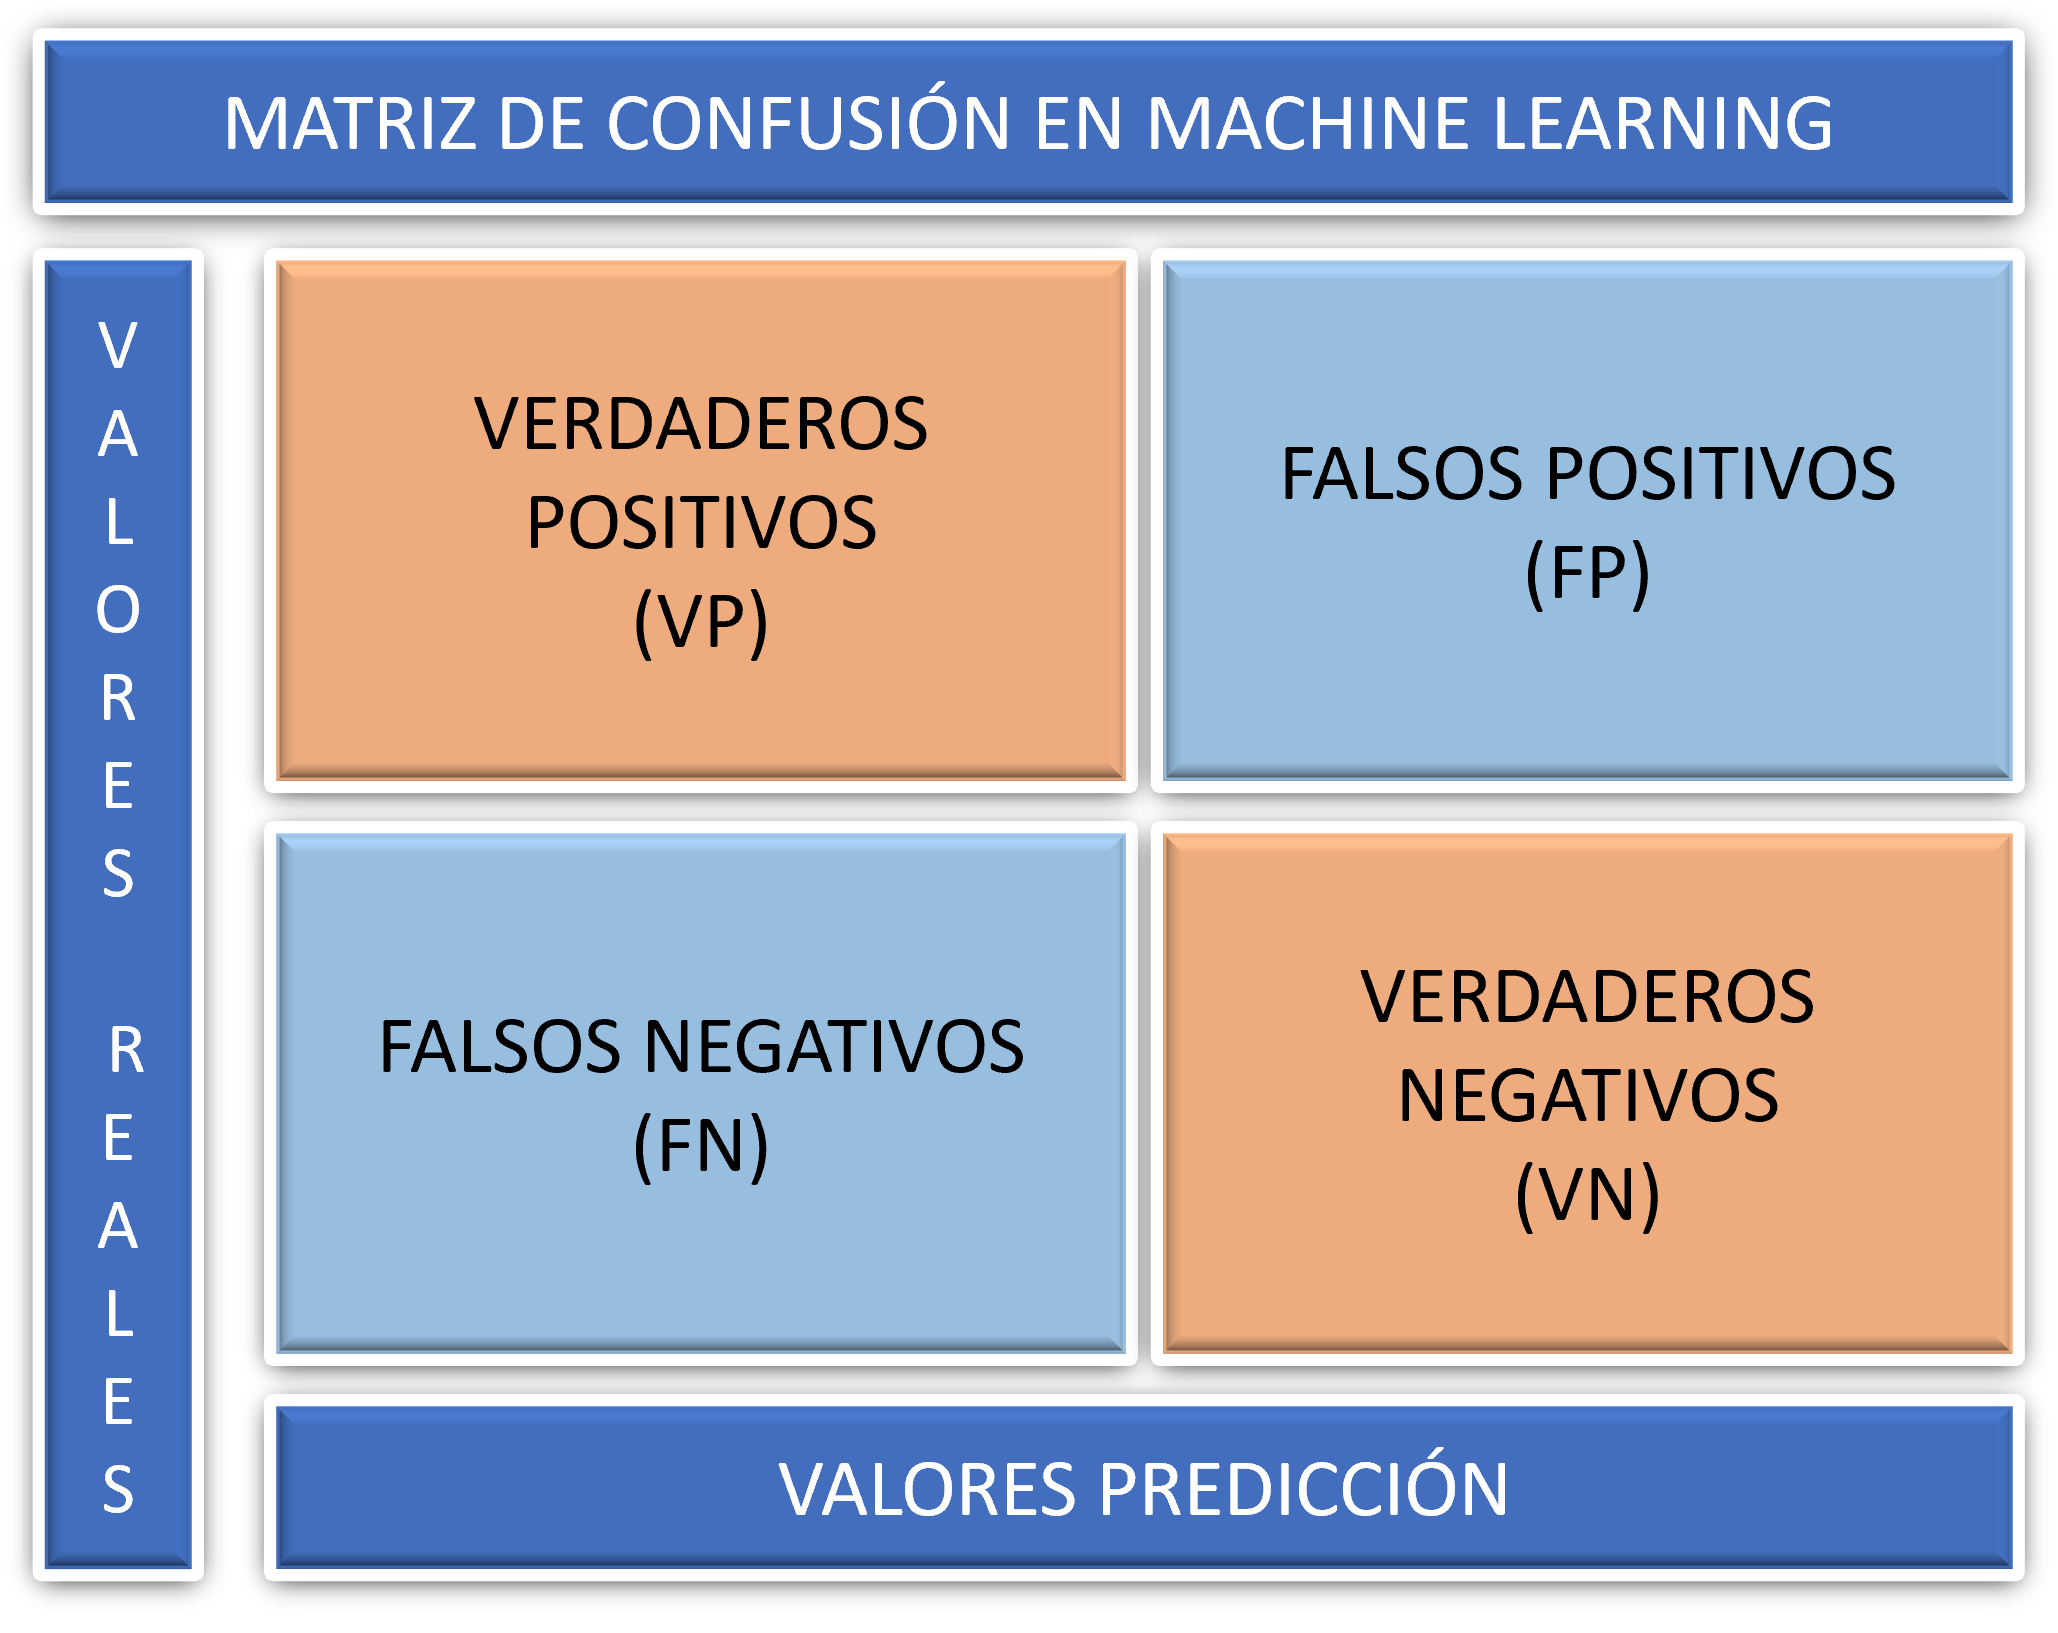 MATRIZ DE CONFUSIÓN EN MACHINE LEARNING
VALORES REALES
VERDADEROS
POSITIVOS
(VP)
FALSOS POSITIVOS
(FP)
FALSOS NEGATIVOS
(FN)
VERDADEROS
NEGATIVOS
(VN)
VALORES PREDICCIÓN